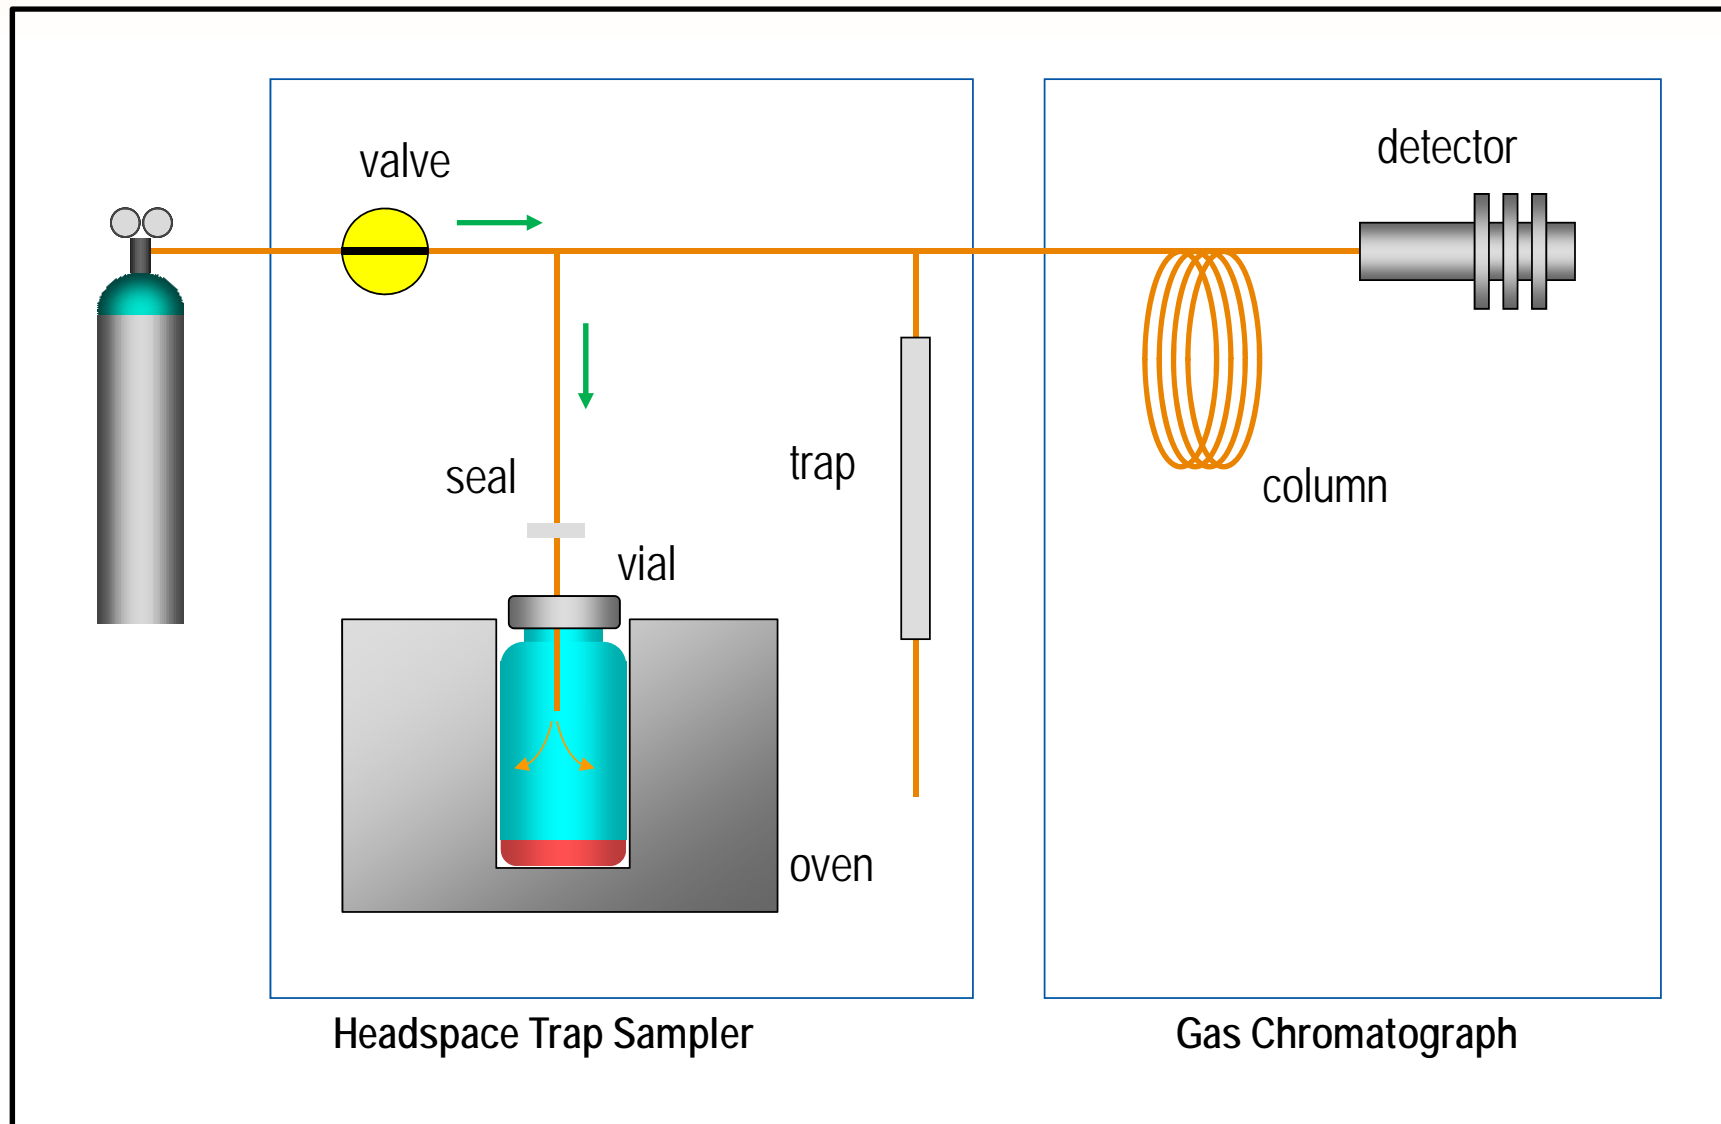 valve
detector
seal
trap
column
vial
oven
Headspace Trap Sampler
Gas Chromatograph